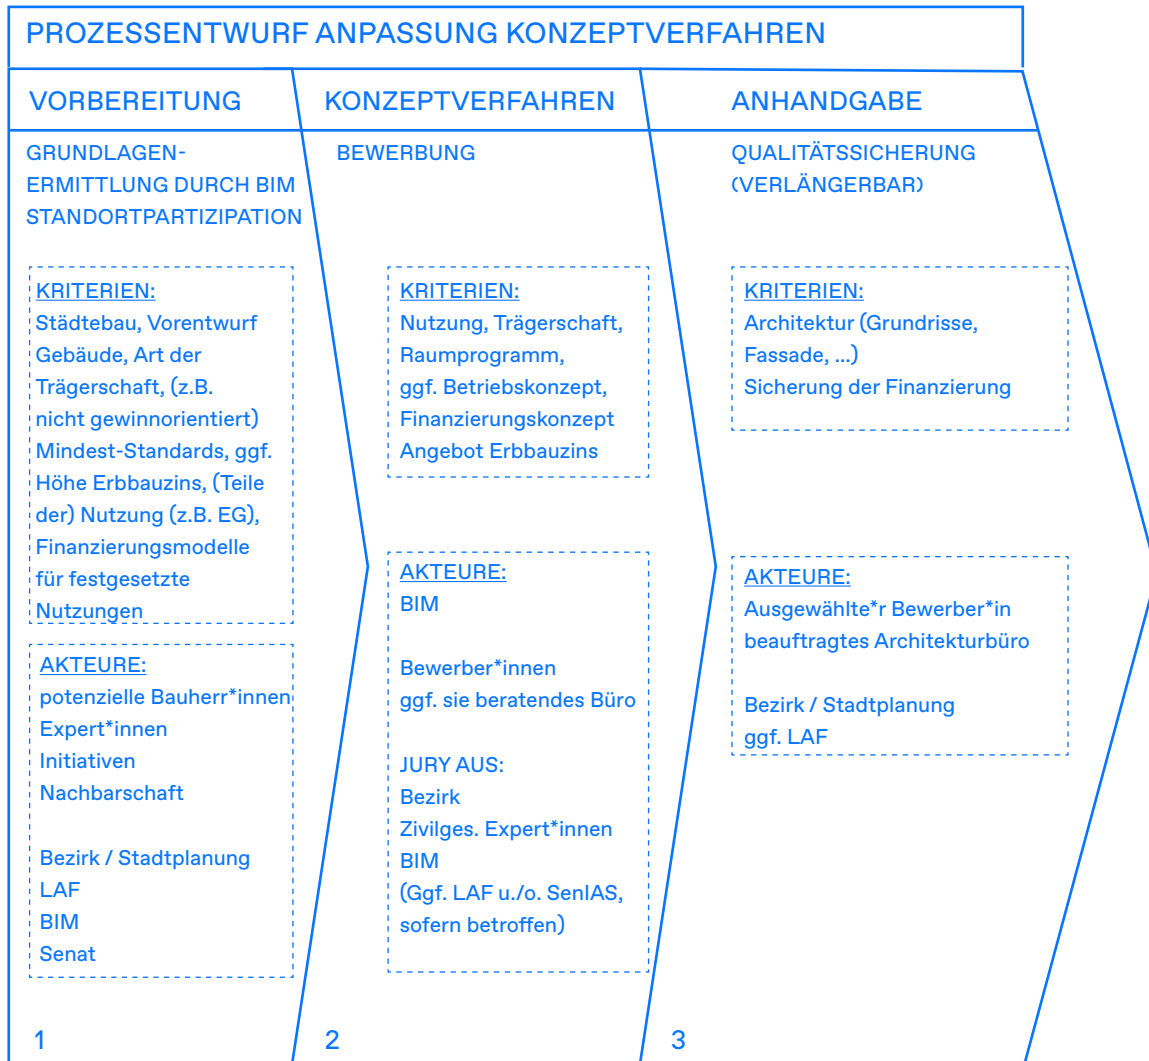 PROZESSENTWURF ANPASSUNG KONZEPTVERFAHREN
VORBEREITUNG
GRUNDLAGEN-
ERMITTLUNG DURCH BIM
STANDORTPARTIZIPATION
KRITERIEN:
Städtebau, Vorentwurf
Gebäude, Art der
Trägerschaft, (z.B.
nicht gewinnorientiert)
Mindest-Standards, ggf.
Höhe Erbbauzins, (Teile
der) Nutzung (z.B. EG),
Finanzierungsmodelle
für festgesetzte
Nutzungen
AKTEURE:
potenzielle Bauherr*innen
Expert*innen
Initiativen
Nachbarschaft
Bezirk / Stadtplanung
LAF
BIM
Senat
1
KONZEPTVERFAHREN
BEWERBUNG
KRITERIEN:
Nutzung, Trägerschaft,
Raumprogramm,
ggf. Betriebskonzept,
Finanzierungskonzept
Angebot Erbbauzins
AKTEURE:
BIM
Bewerber*innen
ggf. sie beratendes Büro
JURY AUS:
Bezirk
Zivilges. Expert*innen
BIM
(Ggf. LAF u./o. SenIAS,
sofern betroffen)
2
ANHANDGABE
QUALITÄTSSICHERUNG
(VERLÄNGERBAR)
KRITERIEN:
Architektur (Grundrisse,
Fassade, ...)
Sicherung der Finanzierung
AKTEURE:
Ausgewählte*r Bewerber*in
beauftragtes Architekturbüro
Bezirk / Stadtplanung
ggf. LAF
3